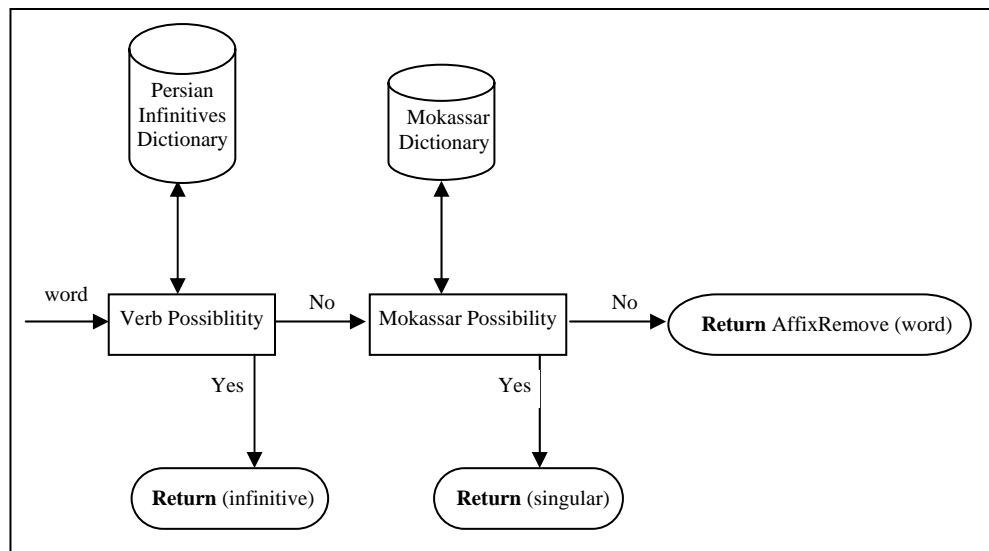 Persian
Infinitives
Dictionary
Mokassar
Dictionary
word
Verb Possiblitity
No
Mokassar Possibility
No
Return AffixRemove (word)
Yes
Yes
Return (infinitive)
Return (singular)